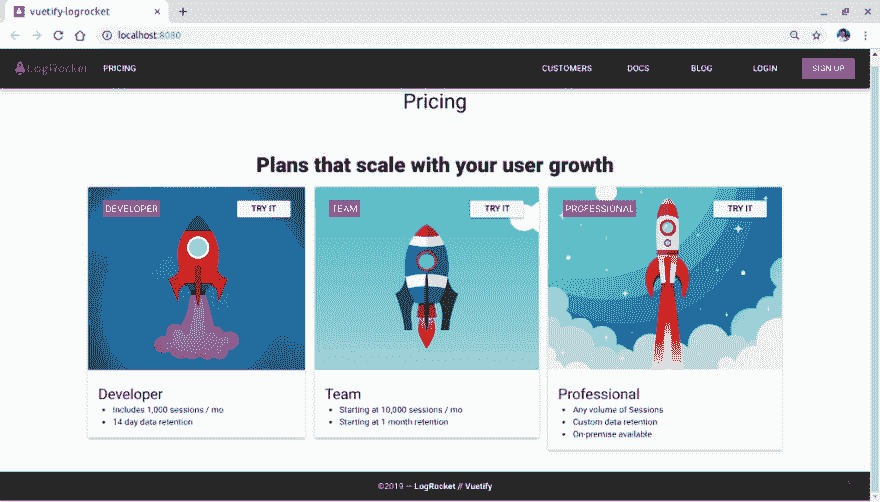 vuetify-logrocket
localhost:8080
LogRocket PRICING CUSTOMERS DOCS BLOG LOGIN SIGN UP
Pricing
Plans that scale with your user growth
DEVELOPER TRY IT
TEAM TRY IT
PROFESSIONAL TRY IT
Developer
• Includes 1,000 sessions / mo
• 14 day data retention
Team
• Starting at 10,000 sessions / mo
• Starting at 1 month retention
Professional
• Any volume of Sessions
• Custom data retention
• On-premise available
©2019 — LogRocket // Vuetify